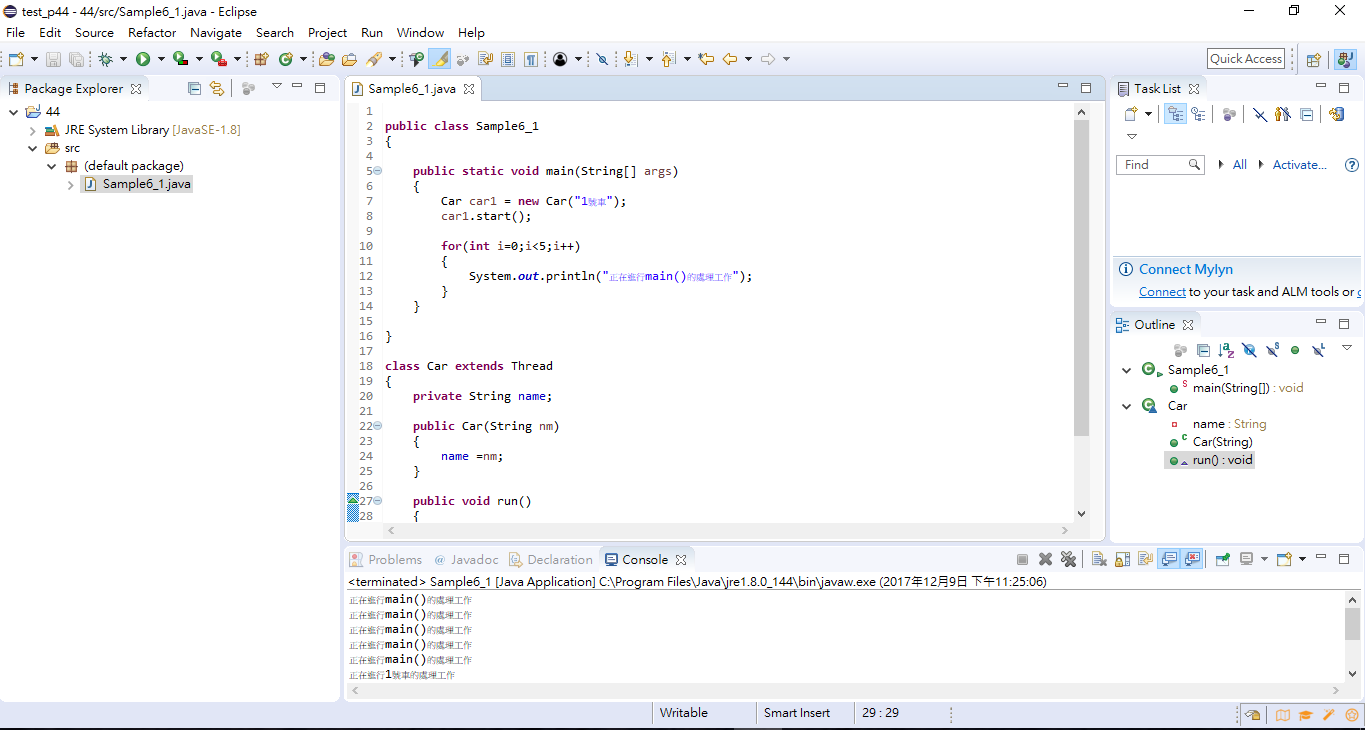 test_p44 - 44/src/Sample6_1.java - Eclipse
File Edit Source Refactor Navigate Search Project Run Window Help
Quick Access
Package Explorer
44
JRE System Library [JavaSE-1.8]
src
(default package)
Sample6_1.java
Sample6_1.java
1
2 public class Sample6_1
3 {
4
5 public static void main(String[] args)
6 {
7 Car car1 = new Car("1號車");
8 car1.start();
9
10 for(int i=0;i<5;i++)
11 {
12 System.out.println("正在進行main()的處理工作");
13 }
14 }
15
16 }
17
18 class Car extends Thread
19 {
20 private String name;
21
22 public Car(String nm)
23 {
24 name =nm;
25 }
26
27 public void run()
28 {
Task List
Find All Activate...
Connect Mylyn
Connect to your task and ALM tools or c
Outline
Sample6_1
main(String[]) : void
Car
name : String
Car(String)
run() : void
Problems @ Javadoc Declaration Console
<terminated> Sample6_1 [Java Application] C:\Program Files\Java\jre1.8.0_144\bin\javaw.exe (2017年12月9日 下午11:25:06)
正在進行main()的處理工作
正在進行main()的處理工作
正在進行main()的處理工作
正在進行main()的處理工作
正在進行main()的處理工作
正在進行1號車的處理工作
Writable Smart Insert 29 : 29